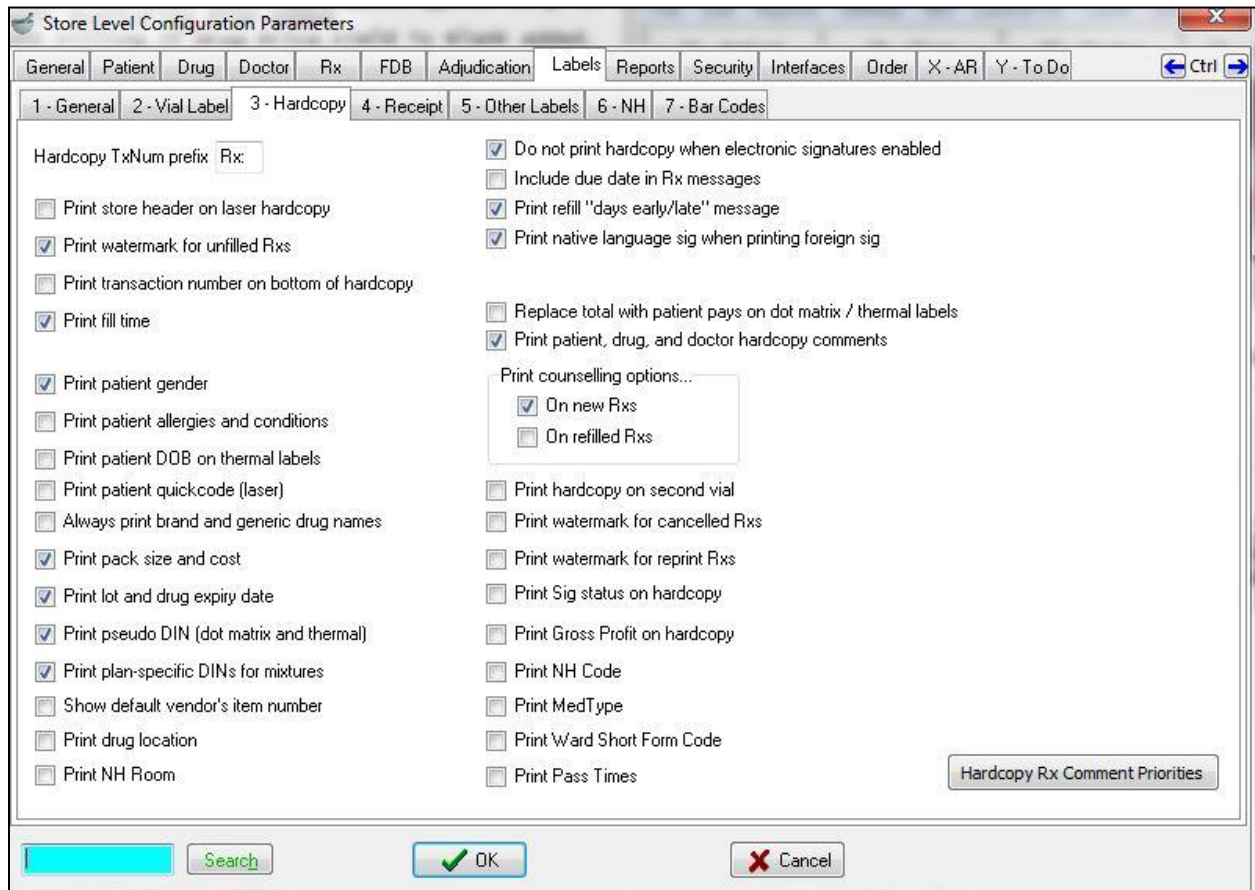 Store Level Configuration Parameters
General Patient Drug Doctor Rx FDB Adjudication Labels Reports Security Interfaces Order X - AR Y - To Do Ctrl
1 - General 2 - Vial Label 3 - Hardcopy 4 - Receipt 5 - Other Labels 6 - NH 7 - Bar Codes
Hardcopy TxNum prefix Rx:
Print store header on laser hardcopy
Print watermark for unfilled Rxs
Print transaction number on bottom of hardcopy
Print fill time
Print patient gender
Print patient allergies and conditions
Print patient DOB on thermal labels
Print patient quickcode (laser)
Always print brand and generic drug names
Print pack size and cost
Print lot and drug expiry date
Print pseudo DIN (dot matrix and thermal)
Print plan-specific DINs for mixtures
Show default vendor's item number
Print drug location
Print NH Room
Do not print hardcopy when electronic signatures enabled
Include due date in Rx messages
Print refill "days early/late" message
Print native language sig when printing foreign sig
Replace total with patient pays on dot matrix / thermal labels
Print patient, drug, and doctor hardcopy comments
Print counselling options...
On new Rxs
On refilled Rxs
Print hardcopy on second vial
Print watermark for cancelled Rxs
Print watermark for reprint Rxs
Print Sig status on hardcopy
Print Gross Profit on hardcopy
Print NH Code
Print MedType
Print Ward Short Form Code
Print Pass Times
Hardcopy Rx Comment Priorities
Search OK Cancel